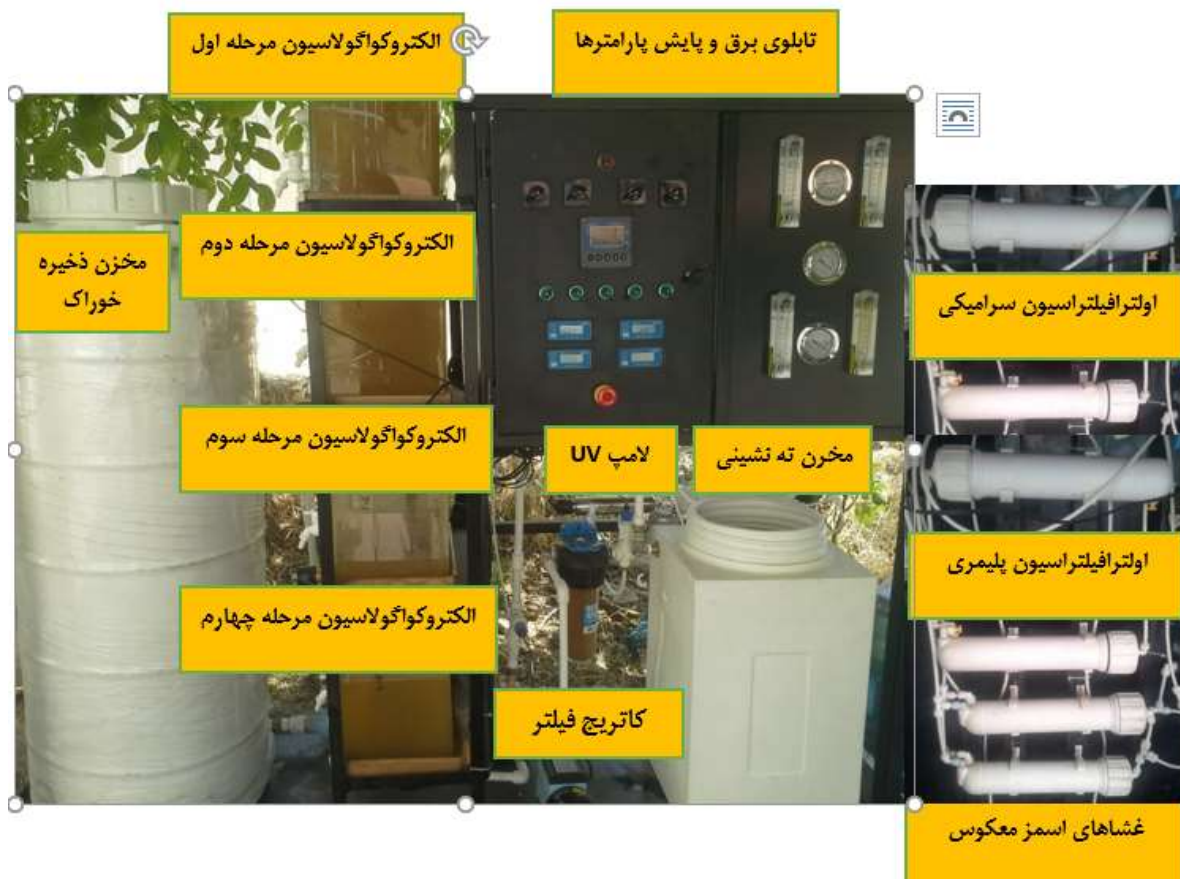 الکتروکواگولاسیون مرحله اول
تابلوی برق و پایش پارامترها
الکتروکواگولاسیون مرحله دوم
مخزن ذخیره
خوراک
اولترافیلتراسیون سرامیکی
الکتروکواگولاسیون مرحله سوم
لامپ UV
مخرن ته نشینی
اولترافیلتراسیون پلیمری
الکتروکواگولاسیون مرحله چهارم
کاتریج فیلتر
غشاهای اسمز معکوس